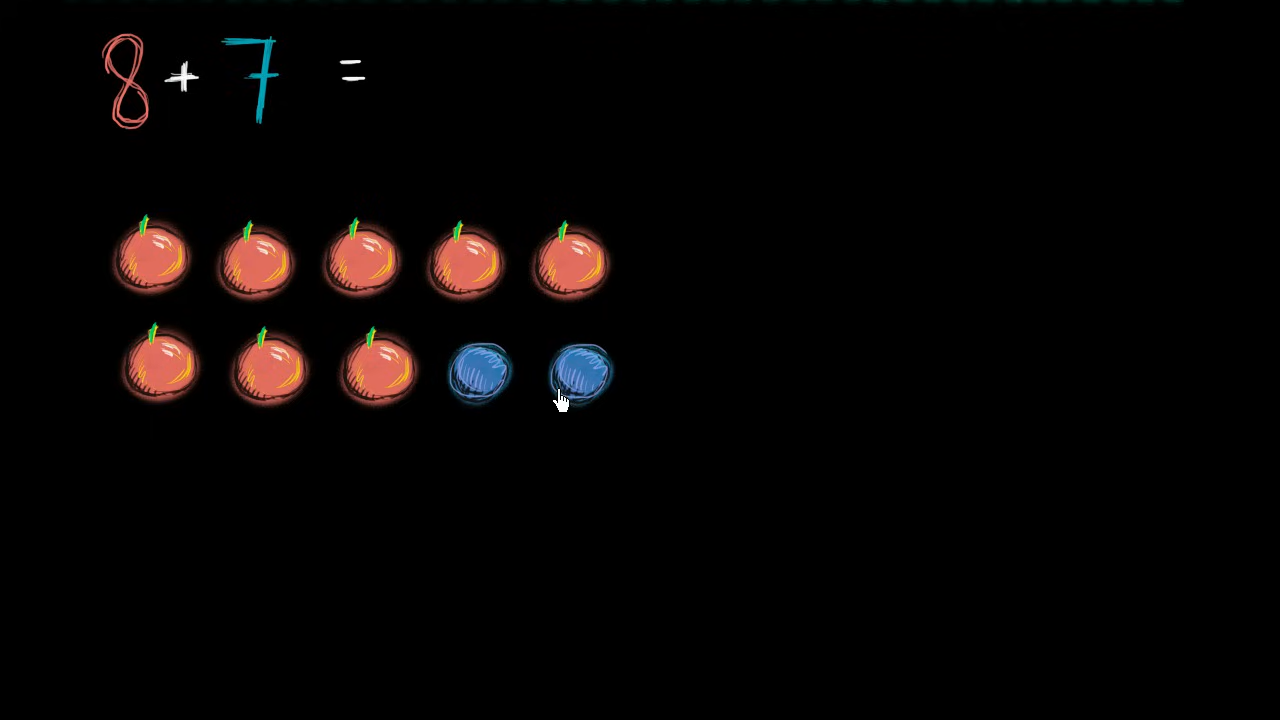 8 + 7 =